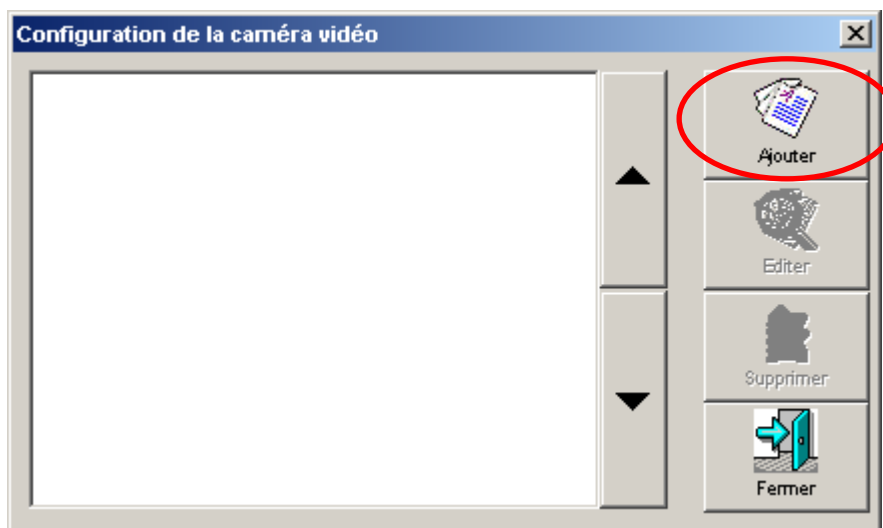 Configuration de la caméra vidéo
Ajouter
Editer
Supprimer
Fermer